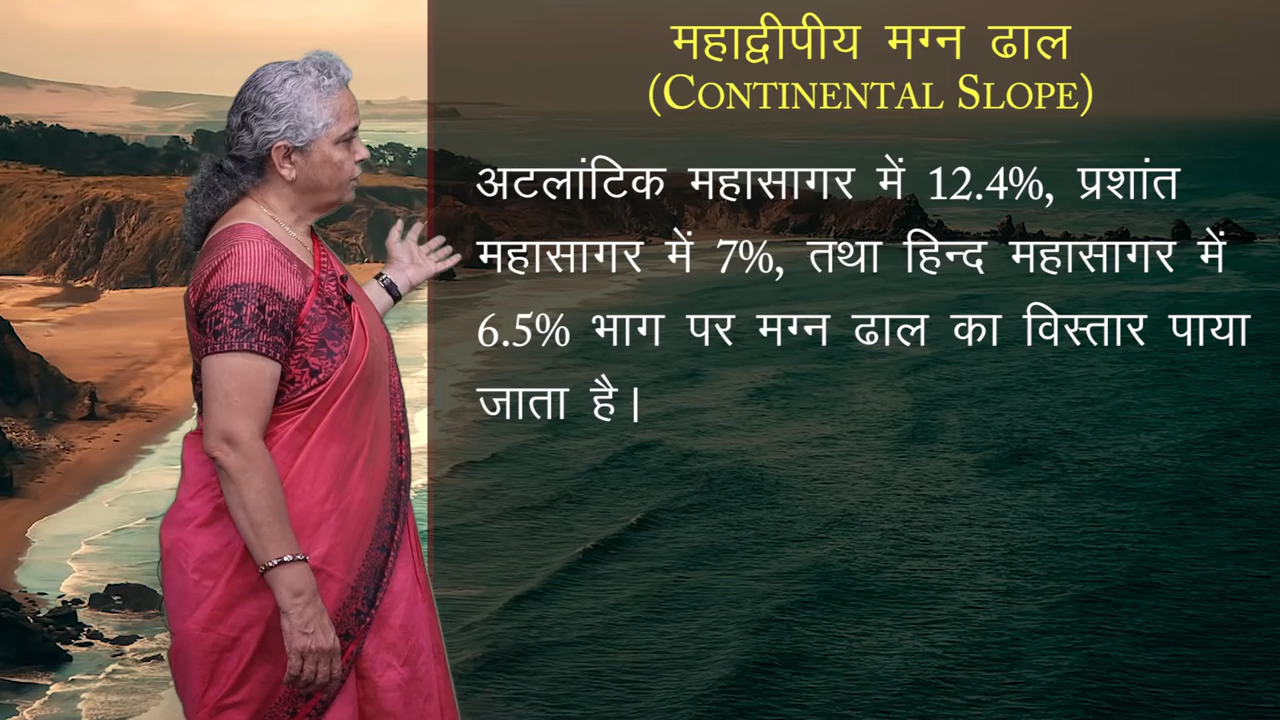 महाद्वीपीय मग्न ढाल
(CONTINENTAL SLOPE)
अटलांटिक महासागर में 12.4%, प्रशांत
महासागर में 7%, तथा हिन्द महासागर में
6.5% भाग पर मग्न ढाल का विस्तार पाया
जाता है।